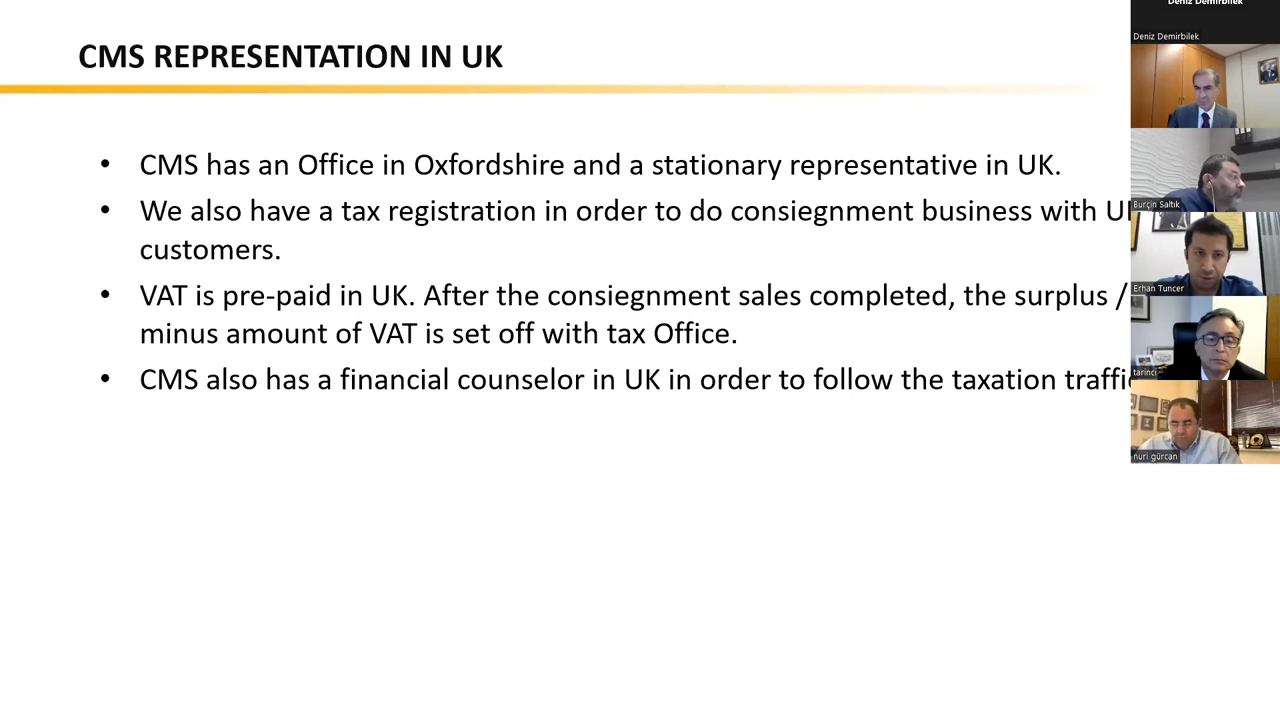 CMS REPRESENTATION IN UK
• CMS has an Office in Oxfordshire and a stationary representative in UK.
• We also have a tax registration in order to do consiegnment business with
customers.
• VAT is pre-paid in UK. After the consiegnment sales completed, the surplus /
minus amount of VAT is set off with tax Office.
• CMS also has a financial counselor in UK in order to follow the taxation
Deniz Demirbilek
Deniz Demirbilek
Burçin Saltık
Erhan Tuncer
tarinci
nuri gürcan